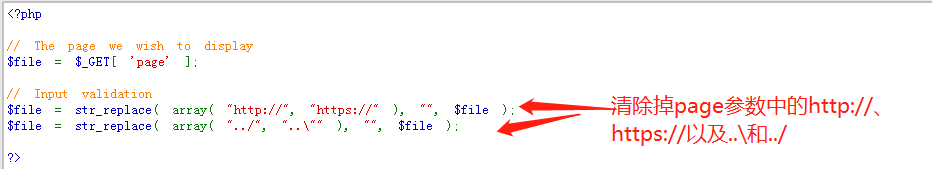 <?php
// The page we wish to display
$file = $_GET[ 'page' ];
// Input validation
$file = str_replace( array( "http://", "https://" ), "", $file );
$file = str_replace( array( "../", "..\"" ), "", $file );
?>
清除掉page参数中的http://、
https://以及..\和../